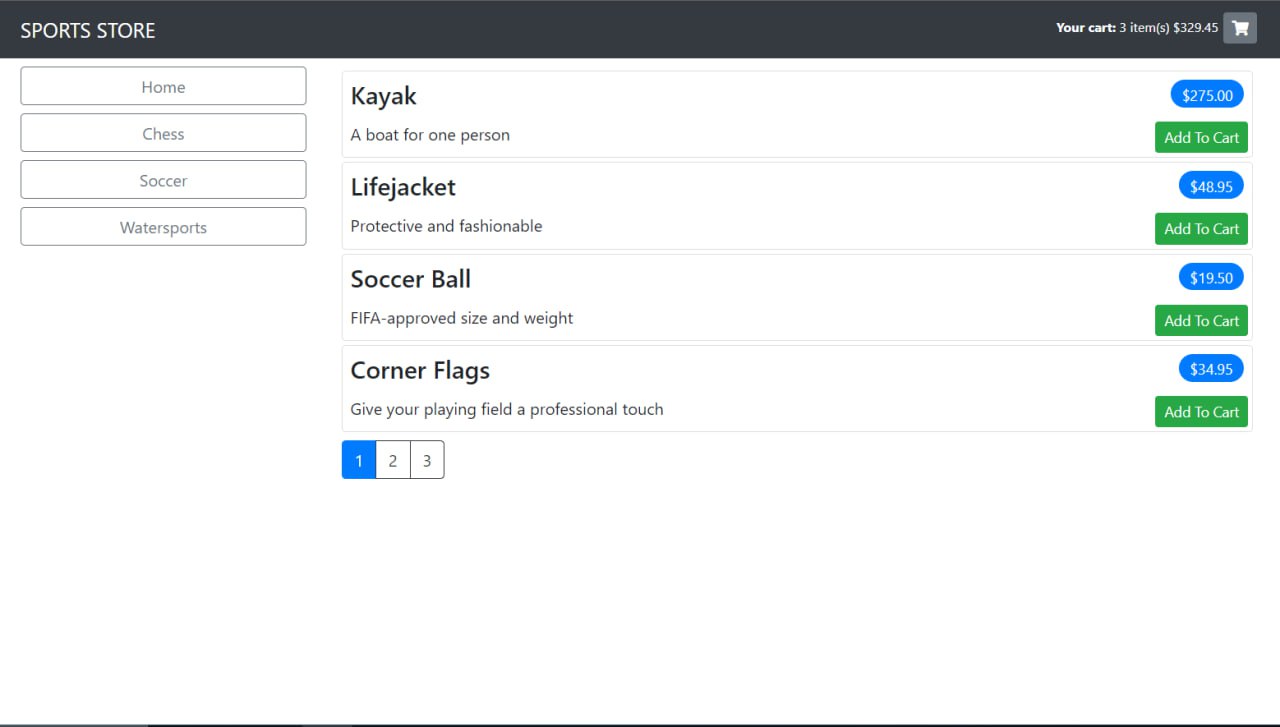 SPORTS STORE
Your cart: 3 item(s) $329.45
Home
Chess
Soccer
Watersports
Kayak
$275.00
A boat for one person
Add To Cart
Lifejacket
$48.95
Protective and fashionable
Add To Cart
Soccer Ball
$19.50
FIFA-approved size and weight
Add To Cart
Corner Flags
$34.95
Give your playing field a professional touch
Add To Cart
1 2 3